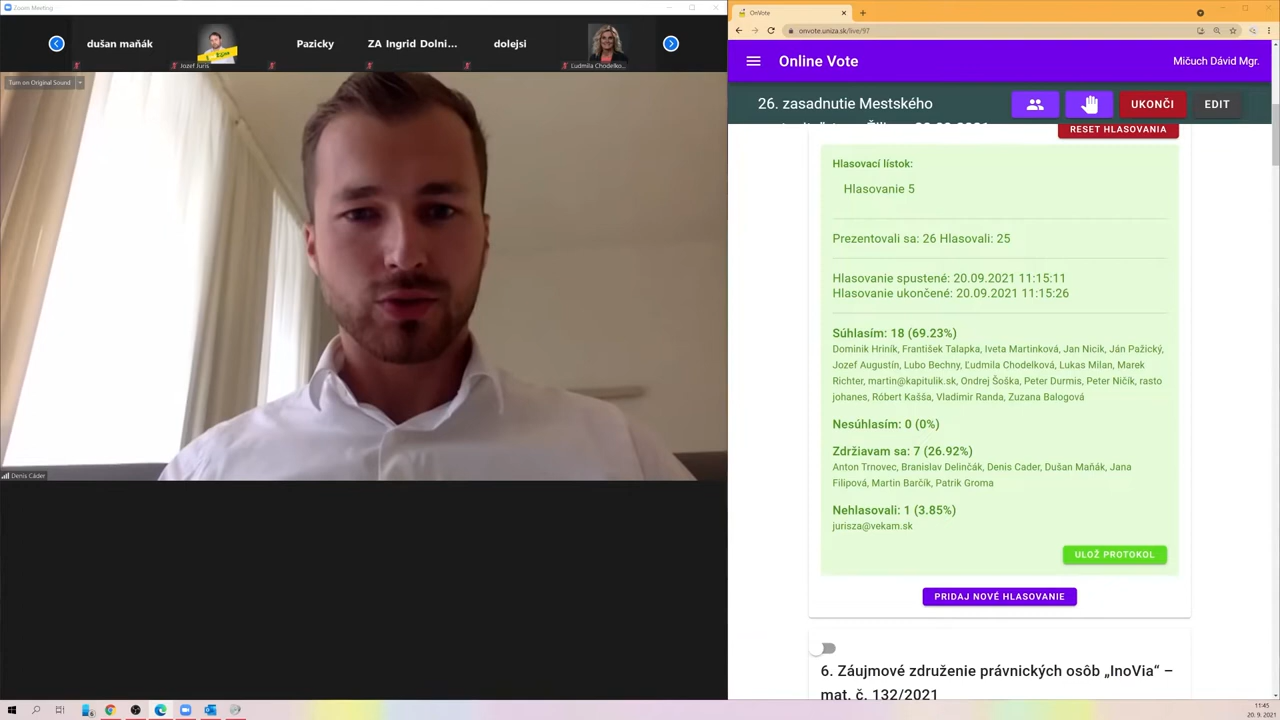 Zoom Meeting
dušan maňák
Jozef Juris
Pazicky
ZA Ingrid Dolni...
dolejsi
Ľudmila Chodelko...
Turn on Original Sound
Denis Cáder
OnVote
onvote.uniza.sk/live/97
Online Vote
Mičuch Dávid Mgr.
26. zasadnutie Mestského
UKONČI
EDIT
RESET HLASOVANIA
Hlasovací lístok:
Hlasovanie 5
Prezentovali sa: 26 Hlasovali: 25
Hlasovanie spustené: 20.09.2021 11:15:11
Hlasovanie ukončené: 20.09.2021 11:15:26
Súhlasím: 18 (69.23%)
Dominik Hriník, František Talapka, Iveta Martinková, Jan Nicik, Ján Pažický,
Jozef Augustín, Lubo Bechny, Ľudmila Chodelková, Lukas Milan, Marek
Richter, martin@kapitulik.sk, Ondrej Šoška, Peter Durmis, Peter Ničík, rasto
johanes, Róbert Kašša, Vladimir Randa, Zuzana Balogová
Nesúhlasím: 0 (0%)
Zdržiavam sa: 7 (26.92%)
Anton Trnovec, Branislav Delinčák, Denis Cader, Dušan Maňák, Jana
Filipová, Martin Barčík, Patrik Groma
Nehlasovali: 1 (3.85%)
jurisza@vekam.sk
ULOŽ PROTOKOL
PRIDAJ NOVÉ HLASOVANIE
6. Záujmové združenie právnických osôb „InoVia“ –
mat. č. 132/2021
11:45
20. 9. 2021